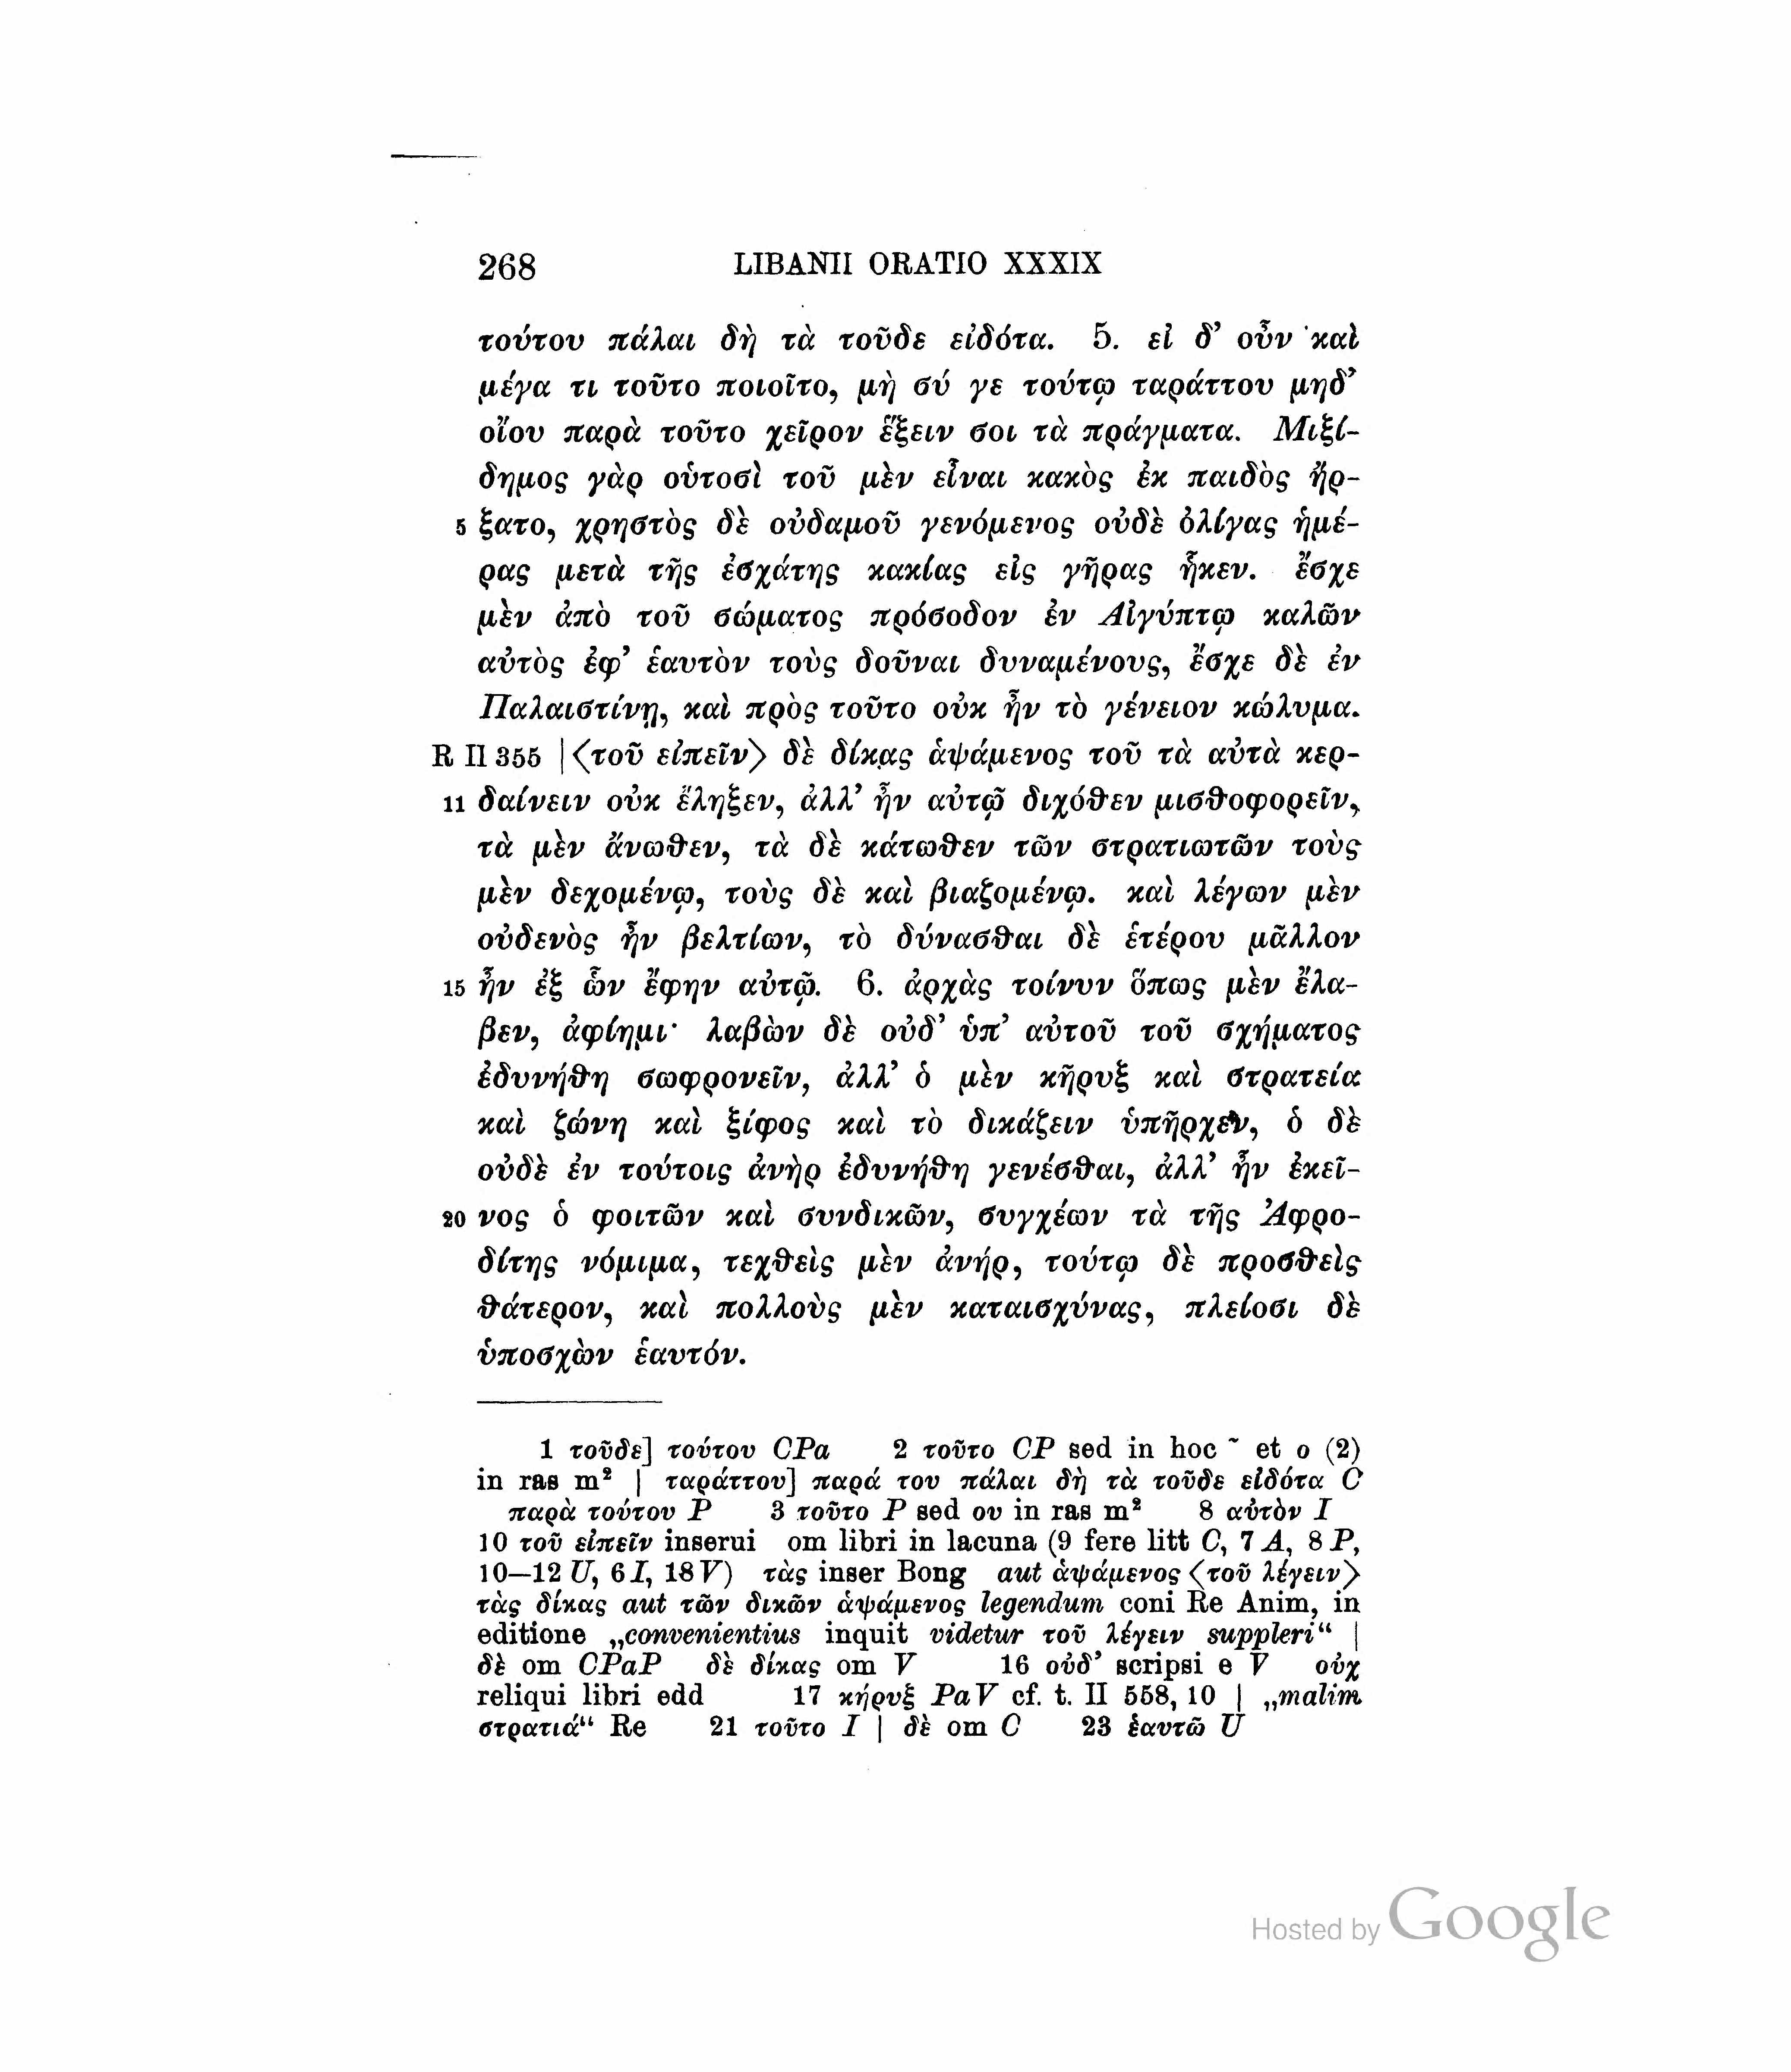 268 LIBANII ORATIO XXXIX
τούτου πάλαι δὴ τὰ τοῦδε εἰδότα. 5. εἰ δ’ οὖν καὶ
μέγα τι τοῦτο ποιοῖτο, μὴ σύ γε τούτῳ ταράττου μηδ’
οἴου παρὰ τοῦτο χεῖρον ἕξειν σοι τὰ πράγματα. Μιξί-
δημος γὰρ οὑτοσὶ τοῦ μὲν εἶναι κακὸς ἐκ παιδὸς ἤρ-
5 ξατο, χρηστὸς δὲ οὐδαμοῦ γενόμενος οὐδὲ ὀλίγας ἡμέ-
ρας μετὰ τῆς ἐσχάτης κακίας εἰς γῆρας ἧκεν. ἔσχε
μὲν ἀπὸ τοῦ σώματος πρόσοδον ἐν Αἰγύπτῳ καλῶν
αὐτὸς ἐφ’ ἑαυτὸν τοὺς δοῦναι δυναμένους, ἔσχε δὲ ἐν
Παλαιστίνῃ, καὶ πρὸς τοῦτο οὐκ ἦν τὸ γένειον κώλυμα.
R II 355 | ⟨τοῦ εἰπεῖν⟩ δὲ δίκας ἁψάμενος τοῦ τὰ αὐτὰ κερ-
11 δαίνειν οὐκ ἔληξεν, ἀλλ’ ἦν αὐτῷ διχόθεν μισθοφορεῖν,
τὰ μὲν ἄνωθεν, τὰ δὲ κάτωθεν τῶν στρατιωτῶν τοὺς
μὲν δεχομένῳ, τοὺς δὲ καὶ βιαζομένῳ. καὶ λέγων μὲν
οὐδενὸς ἦν βελτίων, τὸ δύνασθαι δὲ ἑτέρου μᾶλλον
15 ἦν ἐξ ὧν ἔφην αὐτῷ. 6. ἀρχὰς τοίνυν ὅπως μὲν ἔλα-
βεν, ἀφίημι· λαβὼν δὲ οὐδ’ ὑπ’ αὐτοῦ τοῦ σχήματος
ἐδυνήθη σωφρονεῖν, ἀλλ’ ὁ μὲν κῆρυξ καὶ στρατεία
καὶ ζώνη καὶ ξίφος καὶ τὸ δικάζειν ὑπῆρχεν, ὁ δὲ
οὐδὲ ἐν τούτοις ἀνὴρ ἐδυνήθη γενέσθαι, ἀλλ’ ἦν ἐκεῖ-
20 νος ὁ φοιτῶν καὶ συνδικῶν, συγχέων τὰ τῆς Ἀφρο-
δίτης νόμιμα, τεχθεὶς μὲν ἀνήρ, τούτῳ δὲ προσθεὶς
θάτερον, καὶ πολλοὺς μὲν καταισχύνας, πλείοσι δὲ
ὑποσχὼν ἑαυτόν.
1 τοῦδε] τούτου CPa 2 τοῦτο CP sed in hoc ῀ et ο (2)
in ras m² | ταράττου] παρά του πάλαι δὴ τὰ τοῦδε εἰδότα C
παρὰ τούτου P 3 τοῦτο P sed ου in ras m² 8 αὑτὸν I
10 τοῦ εἰπεῖν inserui om libri in lacuna (9 fere litt C, 7 A, 8 P,
10—12 U, 6 I, 18 V) τὰς inser Bong aut ἁψάμενος ⟨τοῦ λέγειν⟩
τὰς δίκας aut τῶν δικῶν ἁψάμενος legendum coni Re Anim, in
editione „convenientius inquit videtur τοῦ λέγειν suppleri“ |
δὲ om CPaP δὲ δίκας om V 16 οὐδ’ scripsi e V οὐχ
reliqui libri edd 17 κήρυξ PaV cf. t. II 558, 10 | „malim
στρατιά“ Re 21 τοῦτο I | δὲ om C 23 ἑαυτῶ U
Hosted by Google